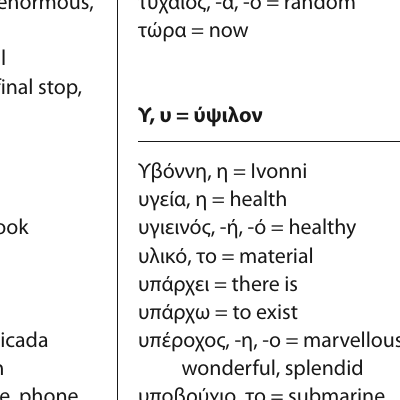 enormous,
l
final stop,
ook
icada
e, phone
τυχαίος, -α, -ο = random
τώρα = now
Υ, υ = ύψιλον
Υβόννη, η = Ivonni
υγεία, η = health
υγιεινός, -ή, -ό = healthy
υλικό, το = material
υπάρχει = there is
υπάρχω = to exist
υπέροχος, -η, -ο = marvellous
wonderful, splendid
υποβρύχιο, το = submarine